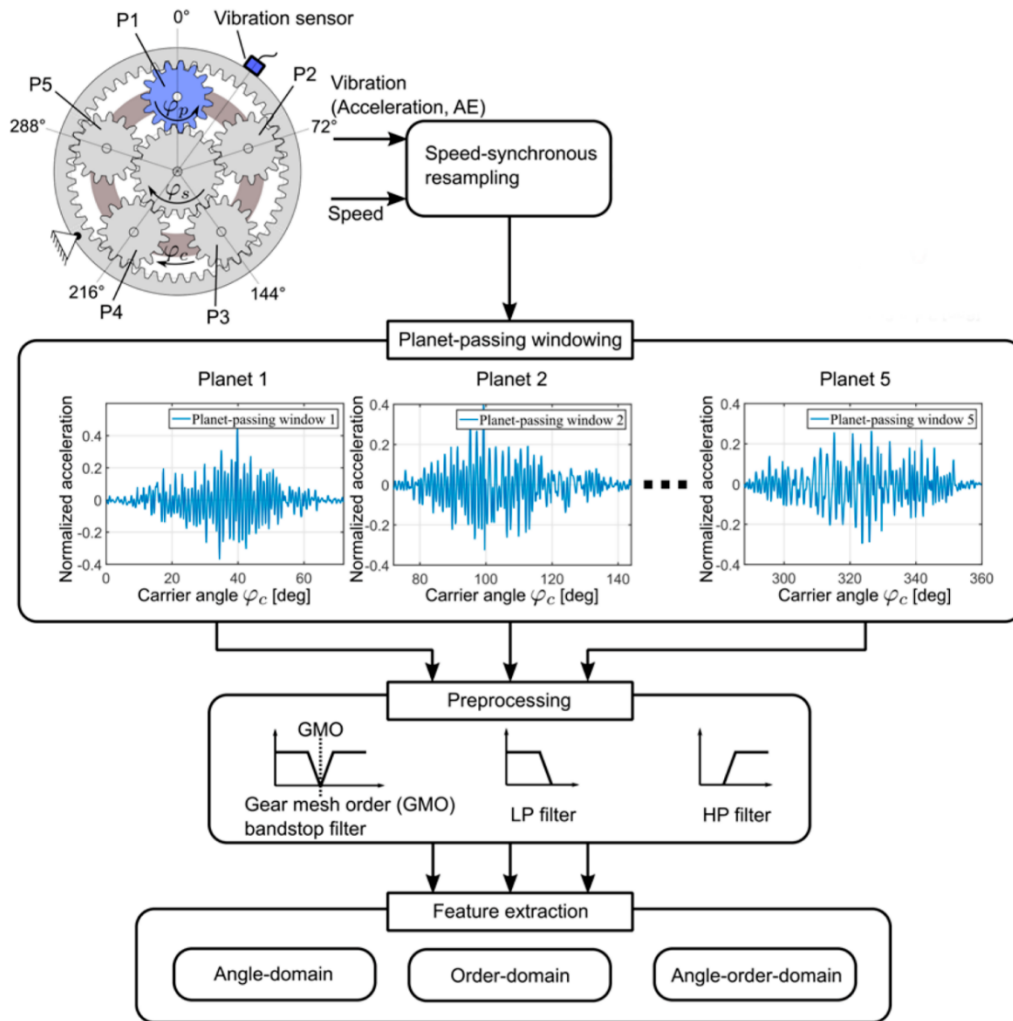 P1
0°
Vibration sensor
P2
P5
φp
288°
72°
Vibration
(Acceleration, AE)
Speed-synchronous
resampling
φs
Speed
φc
216°
144°
P4
P3
Planet-passing windowing
Planet 1
Planet 2
Planet 5
Normalized acceleration
0.4
0.2
0
-0.2
-0.4
Planet-passing window 1
0
20
40
60
Carrier angle φc [deg]
Normalized acceleration
0.4
0.2
0
-0.2
-0.4
Planet-passing window 2
80
100
120
140
Carrier angle φc [deg]
Normalized acceleration
0.4
0.2
0
-0.2
-0.4
Planet-passing window 5
300
320
340
360
Carrier angle φc [deg]
Preprocessing
GMO
Gear mesh order (GMO)
bandstop filter
LP filter
HP filter
Feature extraction
Angle-domain
Order-domain
Angle-order-domain